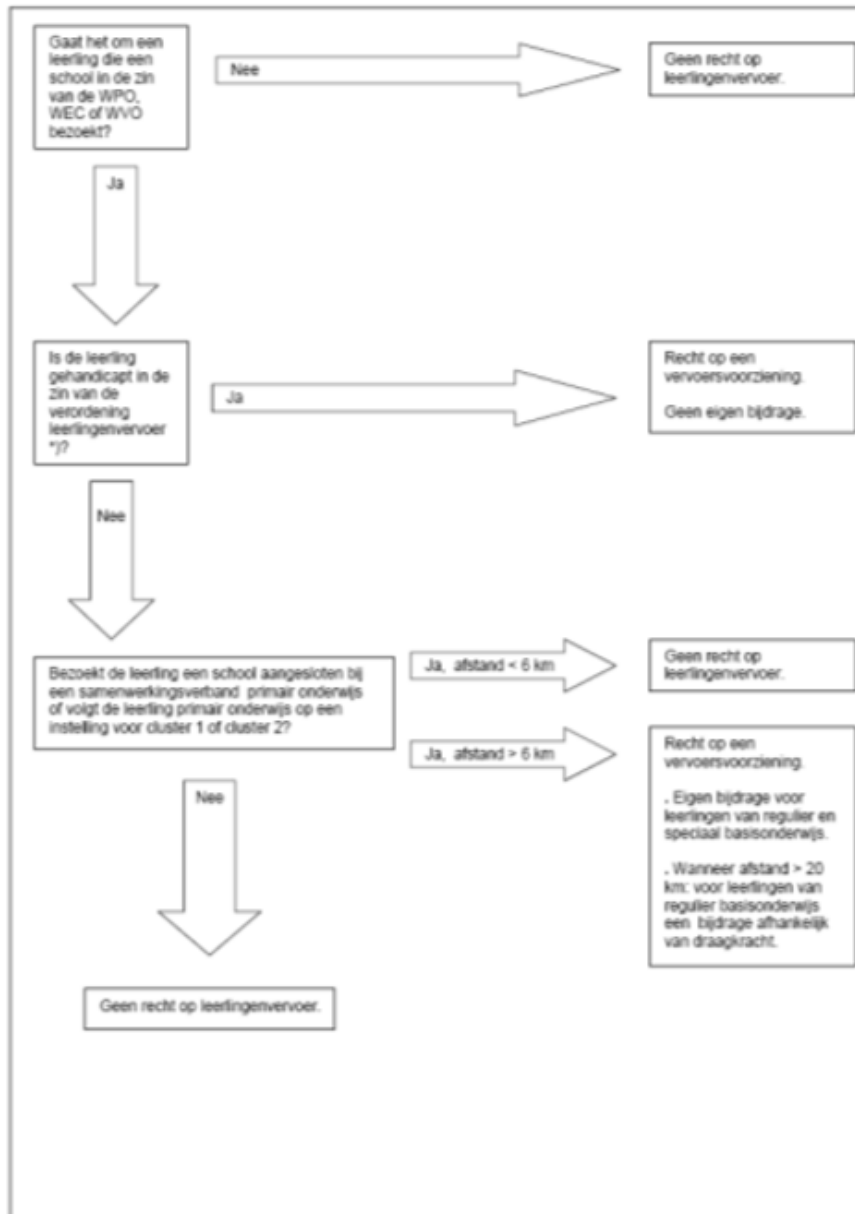 Gaat het om een
leerling die een
school in de zin
van de WPO,
WEC of WVO
bezoekt?
Nee
Geen recht op
leerlingenvervoer.
Ja
Is de leerling
gehandicapt in de
zin van de
verordening
leerlingenvervoer
*)?
Ja
Recht op een
vervoersvoorziening.
Geen eigen bijdrage.
Nee
Bezoekt de leerling een school aangesloten bij
een samenwerkingsverband primair onderwijs
of volgt de leerling primair onderwijs op een
instelling voor cluster 1 of cluster 2?
Ja, afstand < 6 km
Geen recht op
leerlingenvervoer.
Ja, afstand > 6 km
Recht op een
vervoersvoorziening.
. Eigen bijdrage voor
leerlingen van regulier en
speciaal basisonderwijs.
. Wanneer afstand > 20
km: voor leerlingen van
regulier basisonderwijs
een bijdrage afhankelijk
van draagkracht.
Nee
Geen recht op leerlingenvervoer.